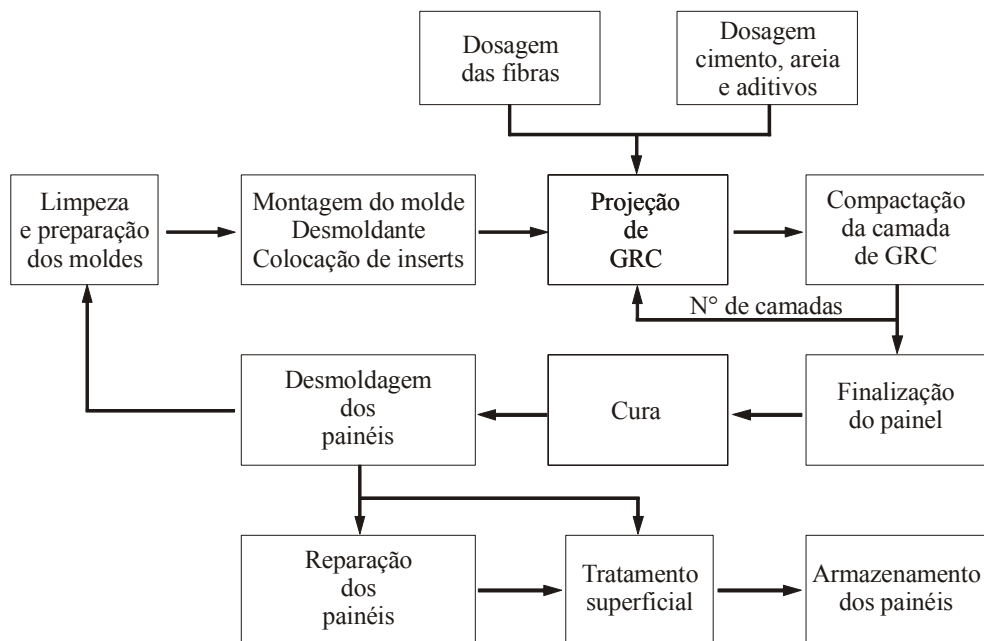 Dosagem
das fibras
Dosagem
cimento, areia
e aditivos
Limpeza
e preparação
dos moldes
Montagem do molde
Desmoldante
Colocação de inserts
Projeção
de
GRC
Compactação
da camada
de GRC
N° de camadas
Desmoldagem
dos
painéis
Cura
Finalização
do painel
Reparação
dos
painéis
Tratamento
superficial
Armazenamento
dos painéis